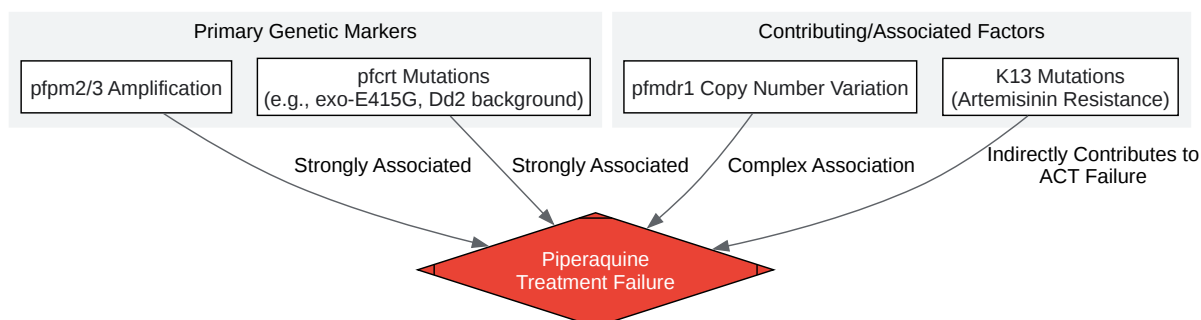 Primary Genetic Markers
Contributing/Associated Factors
pfpm2/3 Amplification
pfcrt Mutations
(e.g., exo-E415G, Dd2 background)
pfmdr1 Copy Number Variation
K13 Mutations
(Artemisinin Resistance)
Strongly Associated
Strongly Associated
Complex Association
Indirectly Contributes to
ACT Failure
Piperaquine
Treatment Failure